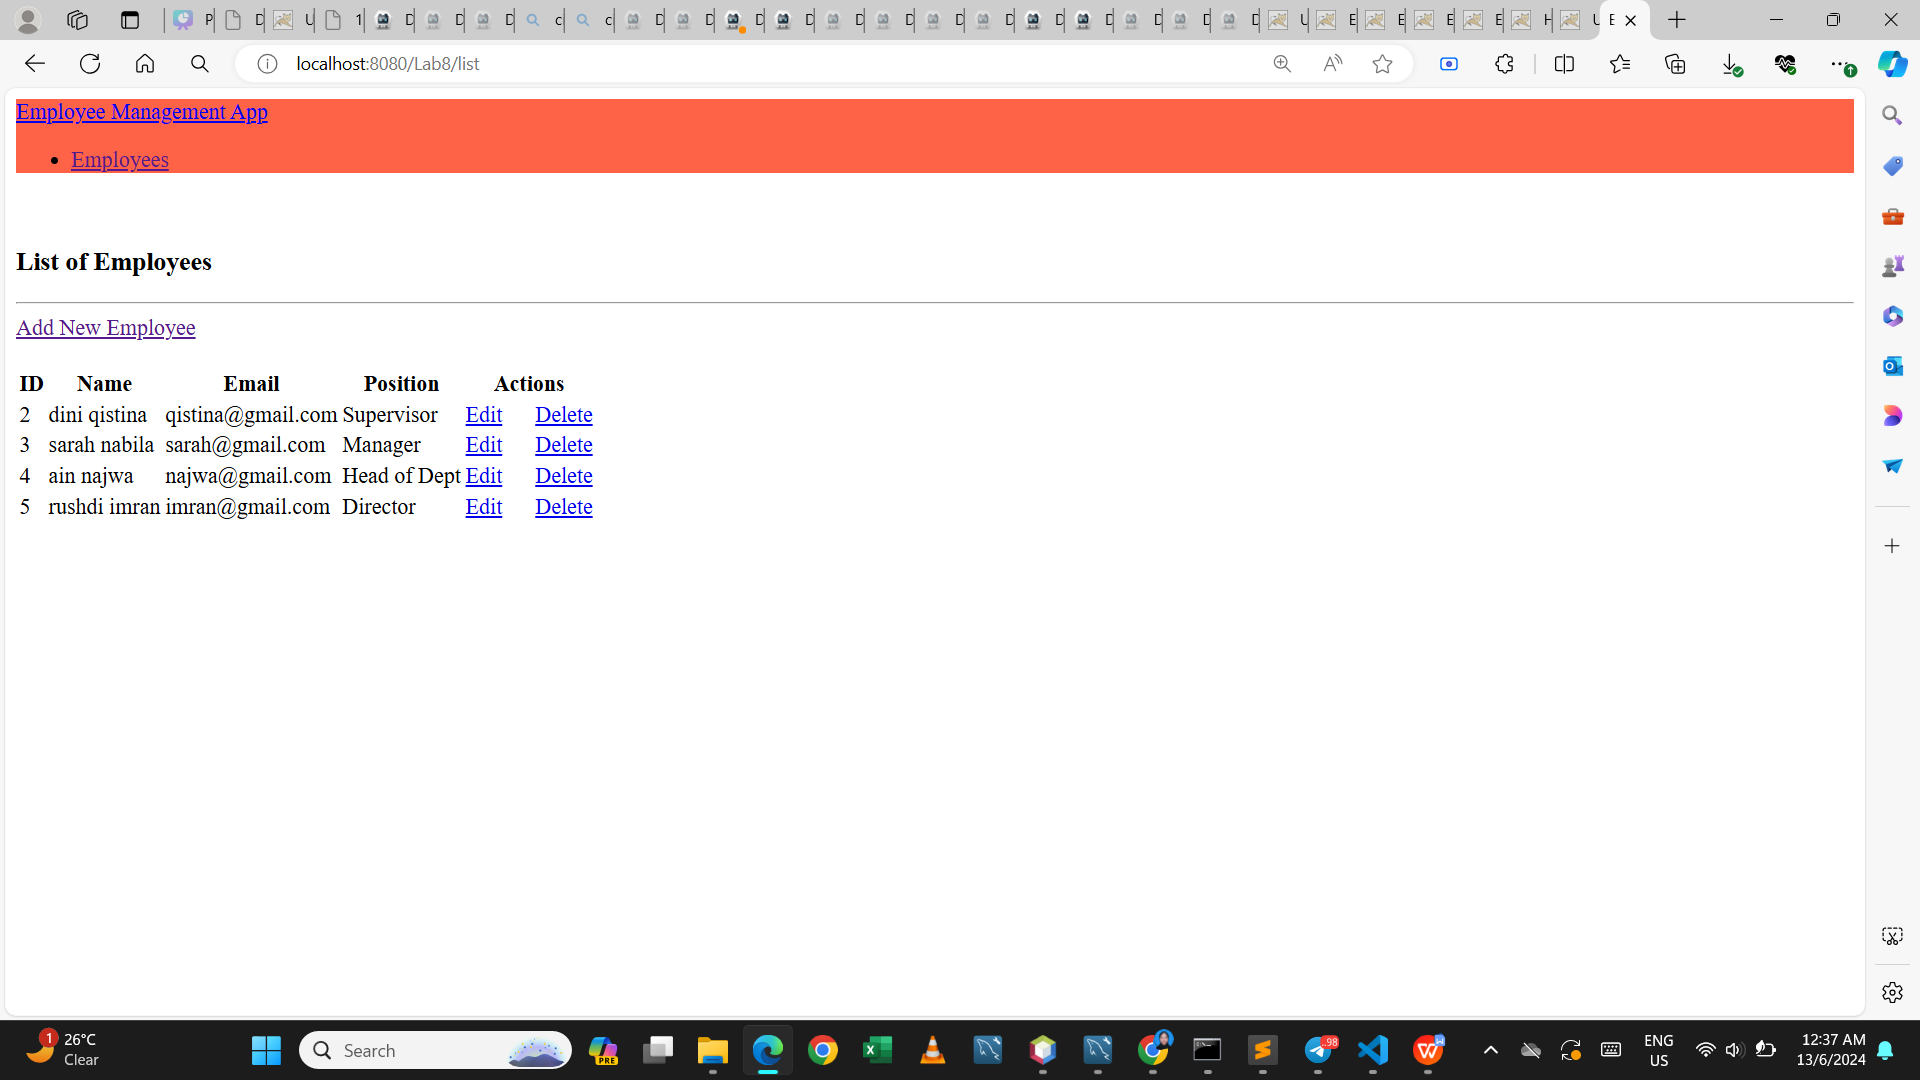 localhost:8080/Lab8/list
Employee Management App
• Employees
List of Employees
Add New Employee
ID Name Email Position Actions
2 dini qistina qistina@gmail.com Supervisor Edit Delete
3 sarah nabila sarah@gmail.com Manager Edit Delete
4 ain najwa najwa@gmail.com Head of Dept Edit Delete
5 rushdi imran imran@gmail.com Director Edit Delete
1 26°C
Clear
Search
PRE
98
ENG
US
12:37 AM
13/6/2024